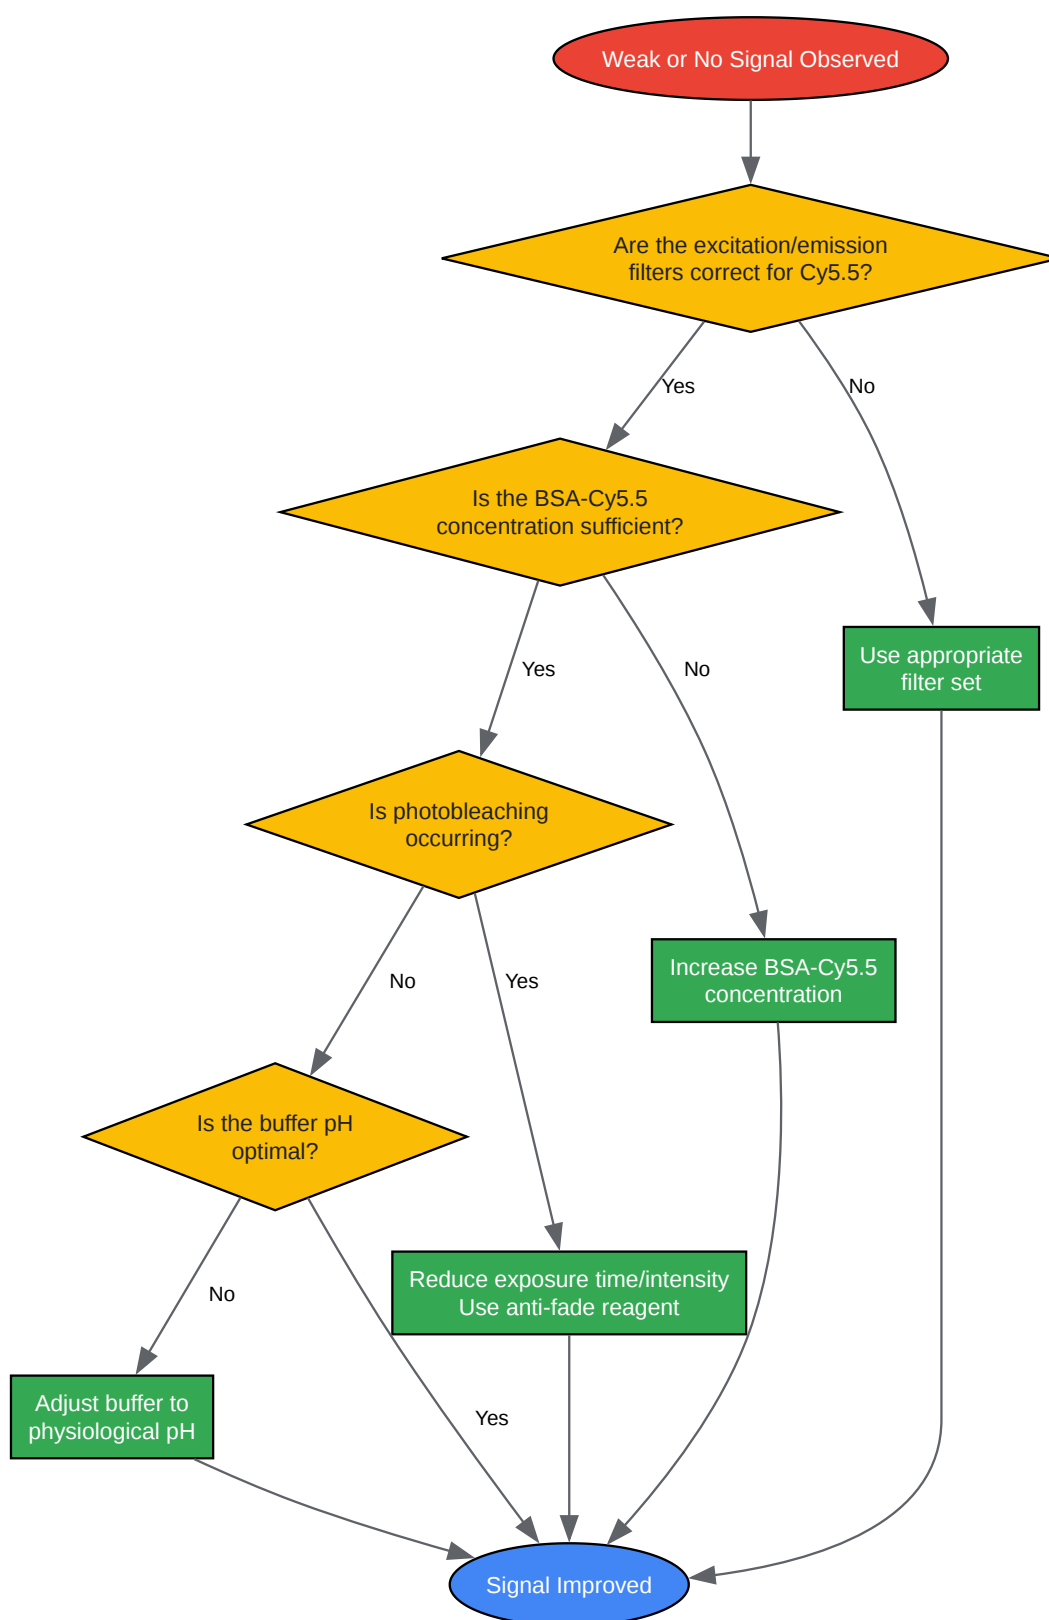 Weak or No Signal Observed
Are the excitation/emission
filters correct for Cy5.5?
Yes
No
Is the BSA-Cy5.5
concentration sufficient?
Use appropriate
filter set
Yes
No
Is photobleaching
occurring?
Increase BSA-Cy5.5
concentration
No
Yes
Is the buffer pH
optimal?
Reduce exposure time/intensity
Use anti-fade reagent
No
Yes
Adjust buffer to
physiological pH
Signal Improved